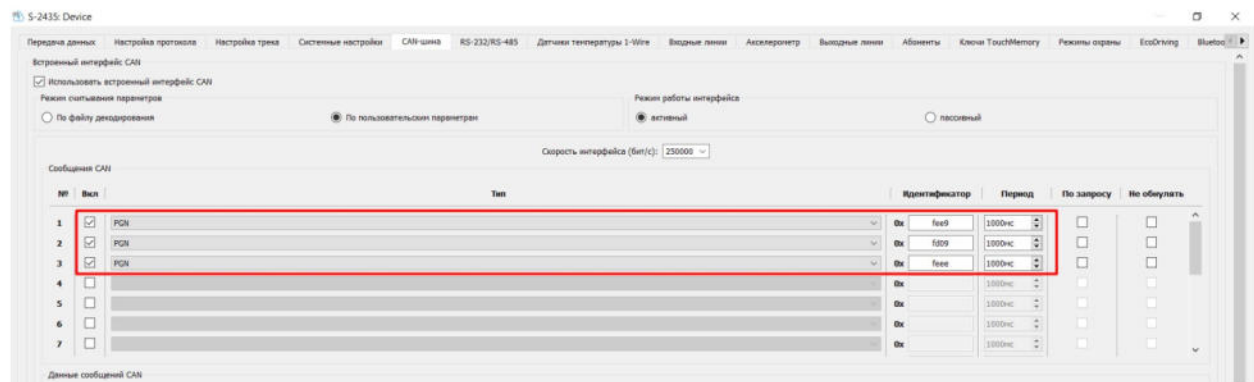 S-2435: Device
Передача данных Настройка протокола Настройка трека Системные настройки CAN-шина RS-232/RS-485 Датчики температуры 1-Wire Входные линии Акселерометр Выходные линии Абоненты Ключи TouchMemory Режимы охраны EcoDriving Bluetoo
Встроенный интерфейс CAN
Использовать встроенный интерфейс CAN
Режим считывания параметров Режим работы интерфейса
По файлу декодирования По пользовательским параметрам активный пассивный
Скорость интерфейса (бит/с): 250000
Сообщения CAN
№ Вкл Тип Идентификатор Период По запросу Не обнулять
1 PGN 0x fee9 1000мс
2 PGN 0x fd09 1000мс
3 PGN 0x feee 1000мс
4 0x 1000мс
5 0x 1000мс
6 0x 1000мс
7 0x 1000мс
Данные сообщений CAN